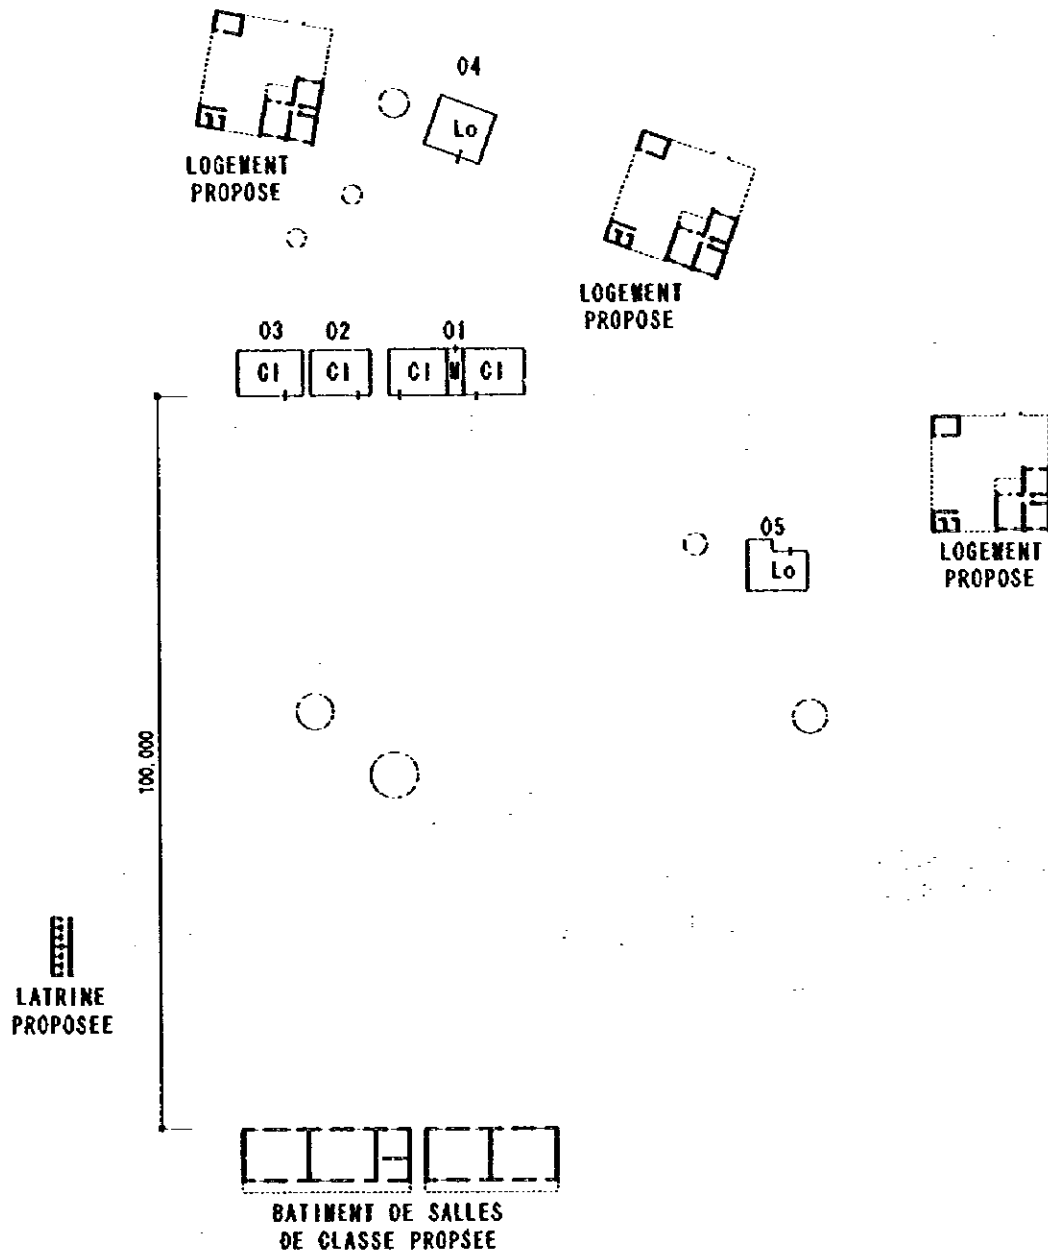 04
Lo
LOGEMENT
PROPOSE
LOGEMENT
PROPOSE
03 02 01
Cl Cl Cl M Cl
05
Lo
LOGEMENT
PROPOSE
100,000
LATRINE
PROPOSEE
BATIMENT DE SALLES
DE CLASSE PROPSEE